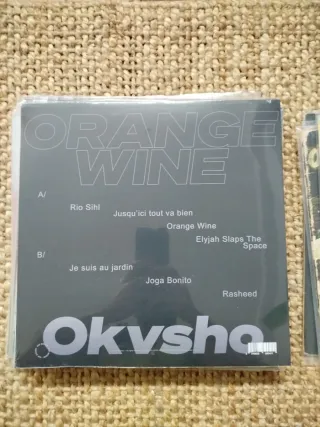 ORANGE
WINE
A/
Rio Sihl
Jusqu'ici tout va bien
Orange Wine
Elyjah Slaps The
Space
B/
Je suis au jardin
Joga Bonito
Rasheed
Okvsho